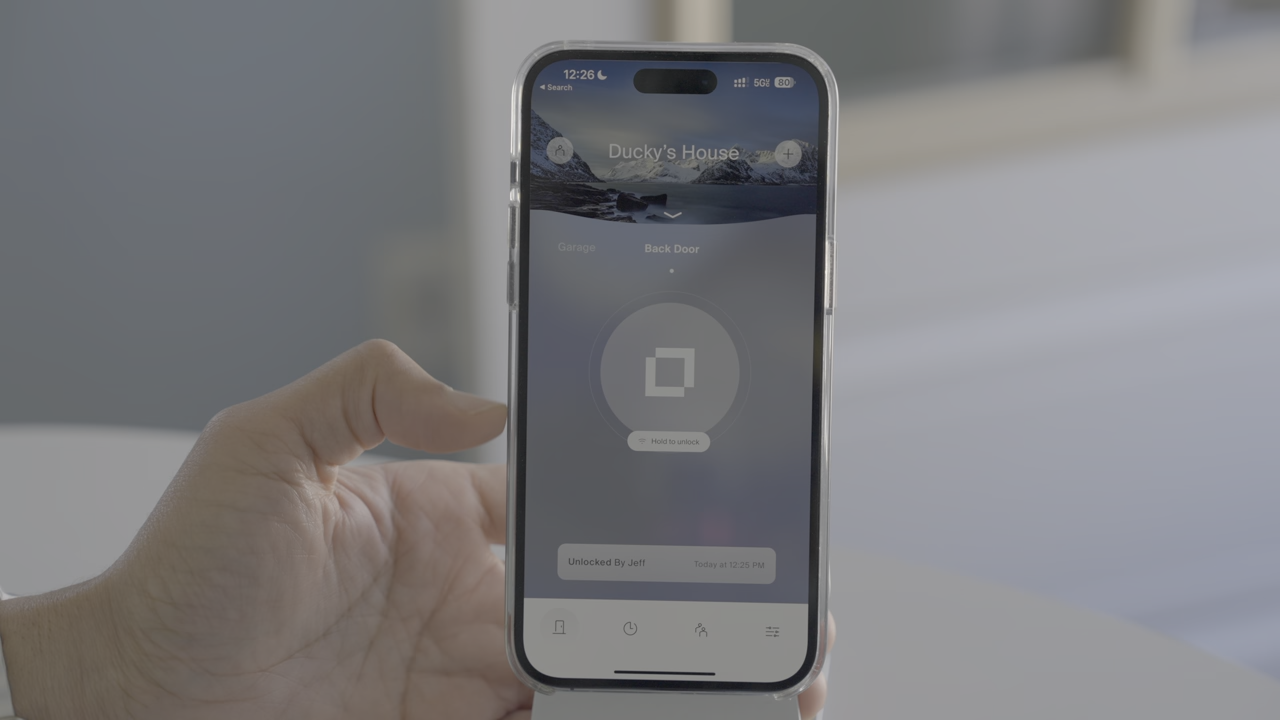 12:26
5G
80
◀ Search
Ducky's House
Garage
Back Door
Hold to unlock
Unlocked By Jeff
Today at 12:25 PM